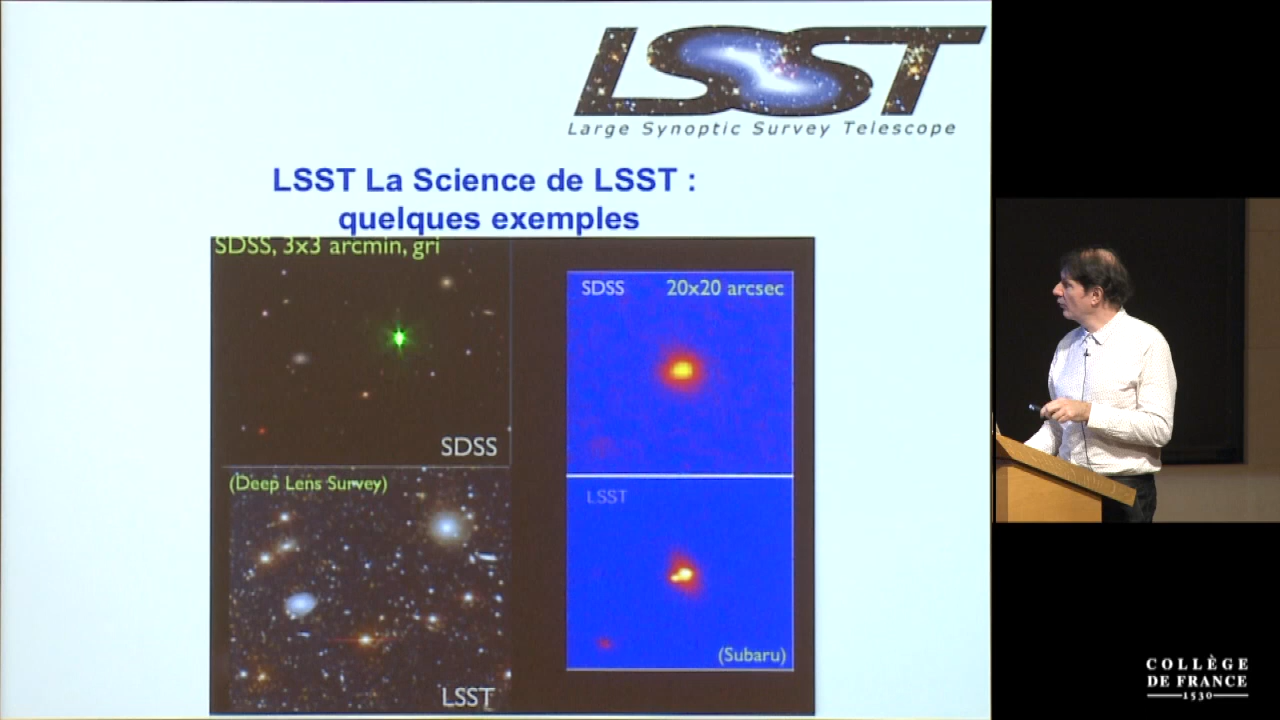 LSST
Large Synoptic Survey Telescope
LSST La Science de LSST :
quelques exemples
SDSS, 3x3 arcmin, gri
SDSS
(Deep Lens Survey)
LSST
SDSS 20x20 arcsec
LSST
(Subaru)
COLLÈGE
DE FRANCE
1530